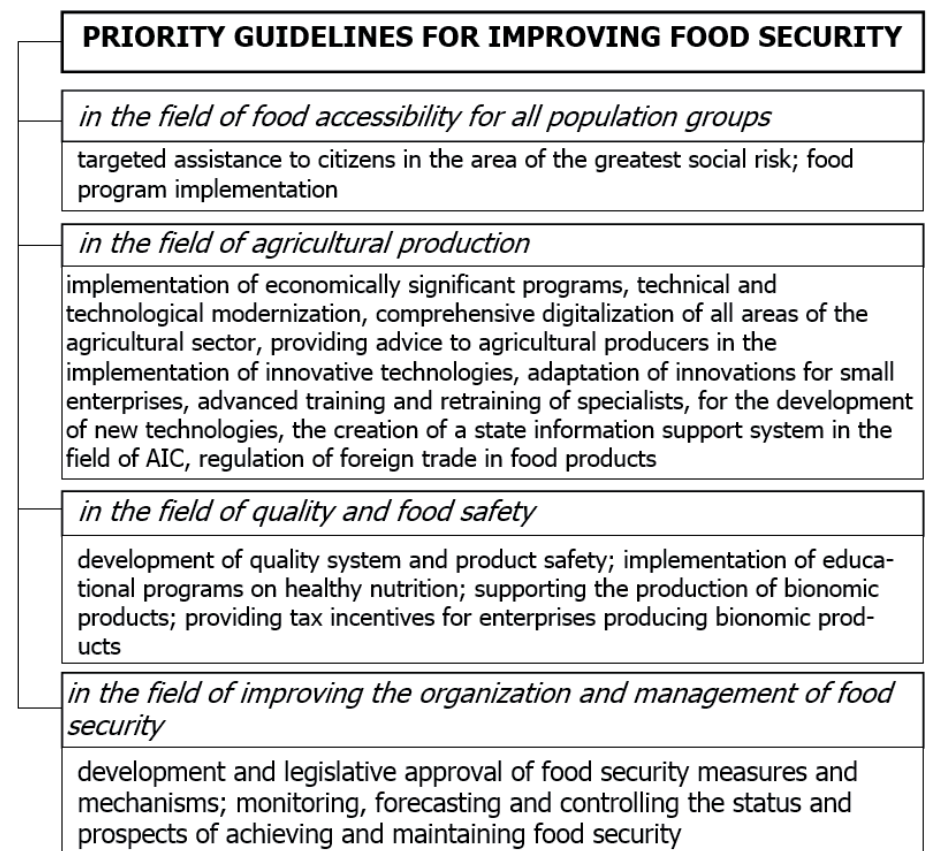 PRIORITY GUIDELINES FOR IMPROVING FOOD SECURITY
in the field of food accessibility for all population groups
targeted assistance to citizens in the area of the greatest social risk; food
program implementation
in the field of agricultural production
implementation of economically significant programs, technical and
technological modernization, comprehensive digitalization of all areas of the
agricultural sector, providing advice to agricultural producers in the
implementation of innovative technologies, adaptation of innovations for small
enterprises, advanced training and retraining of specialists, for the development
of new technologies, the creation of a state information support system in the
field of AIC, regulation of foreign trade in food products
in the field of quality and food safety
development of quality system and product safety; implementation of educa-
tional programs on healthy nutrition; supporting the production of bionomic
products; providing tax incentives for enterprises producing bionomic prod-
ucts
in the field of improving the organization and management of food
security
development and legislative approval of food security measures and
mechanisms; monitoring, forecasting and controlling the status and
prospects of achieving and maintaining food security